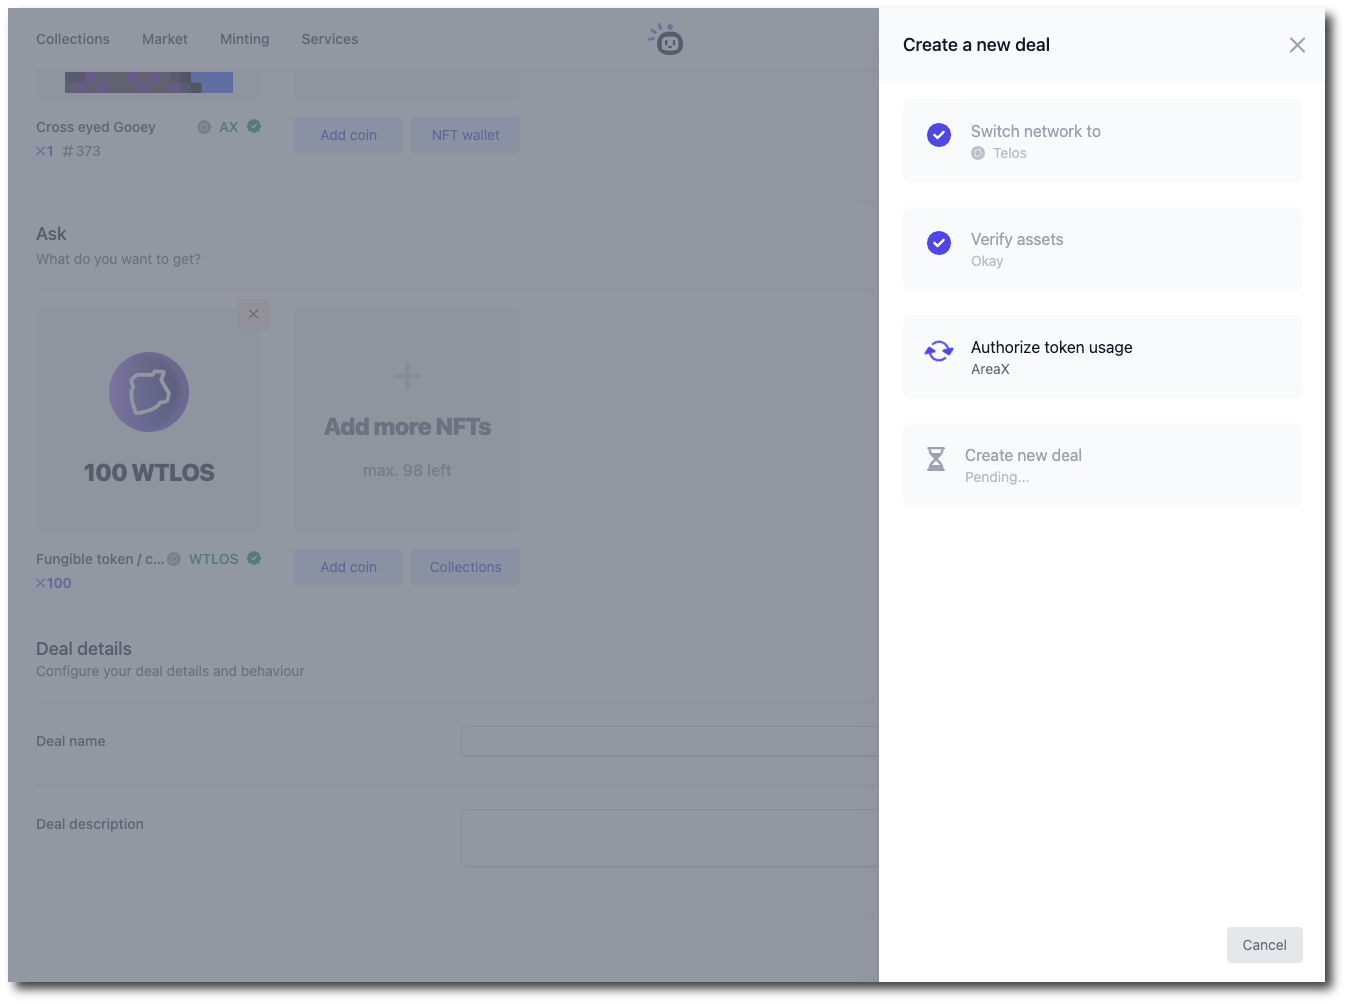 Collections
Market
Minting
Services
Cross eyed Gooey
AX
×1 #373
Add coin
NFT wallet
Ask
What do you want to get?
100 WTLOS
Add more NFTs
max. 98 left
Fungible token / c...
WTLOS
×100
Add coin
Collections
Deal details
Configure your deal details and behaviour
Deal name
Deal description
Create a new deal
Switch network to
Telos
Verify assets
Okay
Authorize token usage
AreaX
Create new deal
Pending...
Cancel